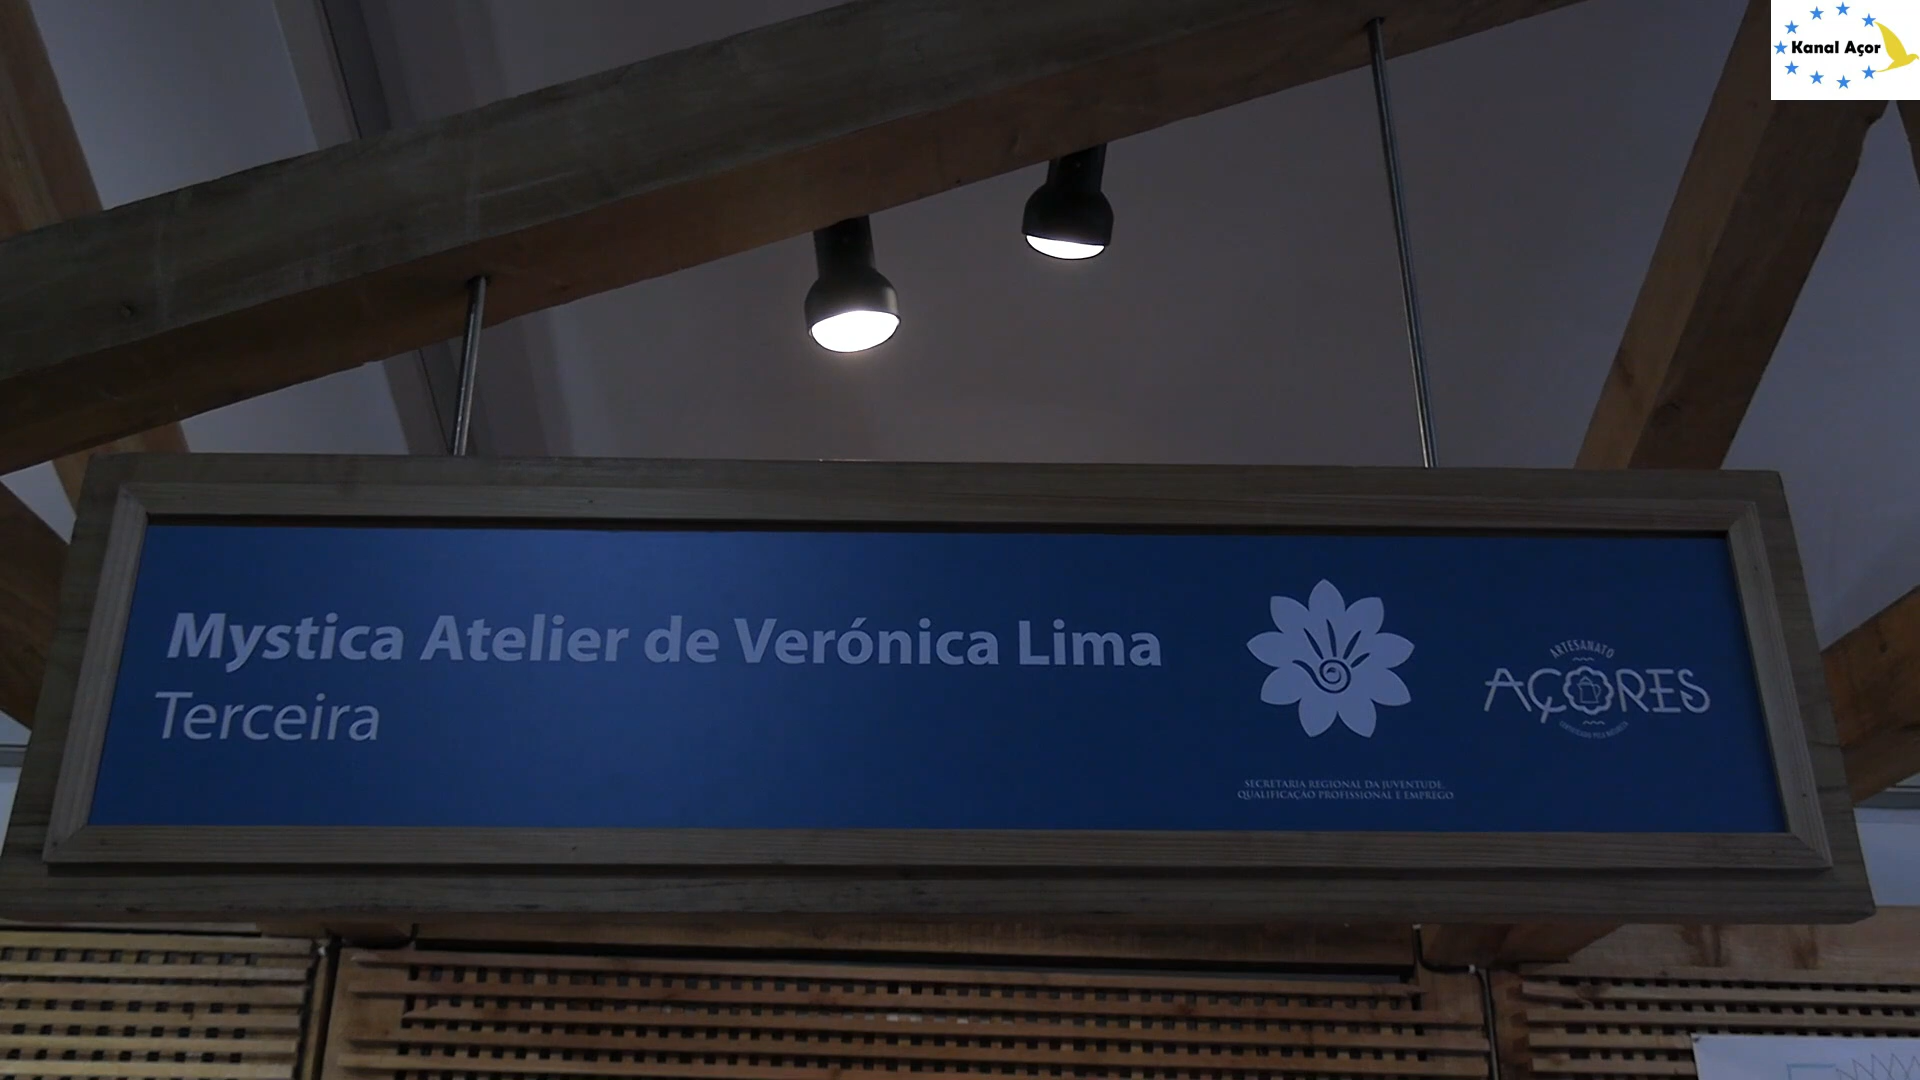 Kanal Açor
Mystica Atelier de Verónica Lima
Terceira
ARTESANATO
AÇORES
SECRETARIA REGIONAL DA JUVENTUDE,
QUALIFICAÇÃO PROFISSIONAL E EMPREGO